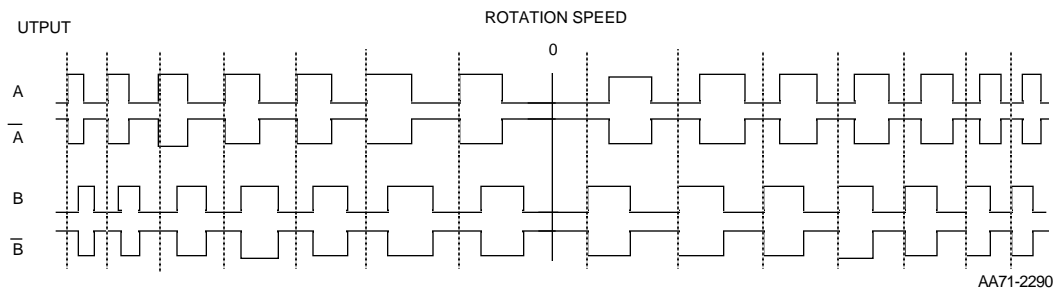 ROTATION SPEED
UTPUT
0
A
A̅
B
B̅
AA71-2290